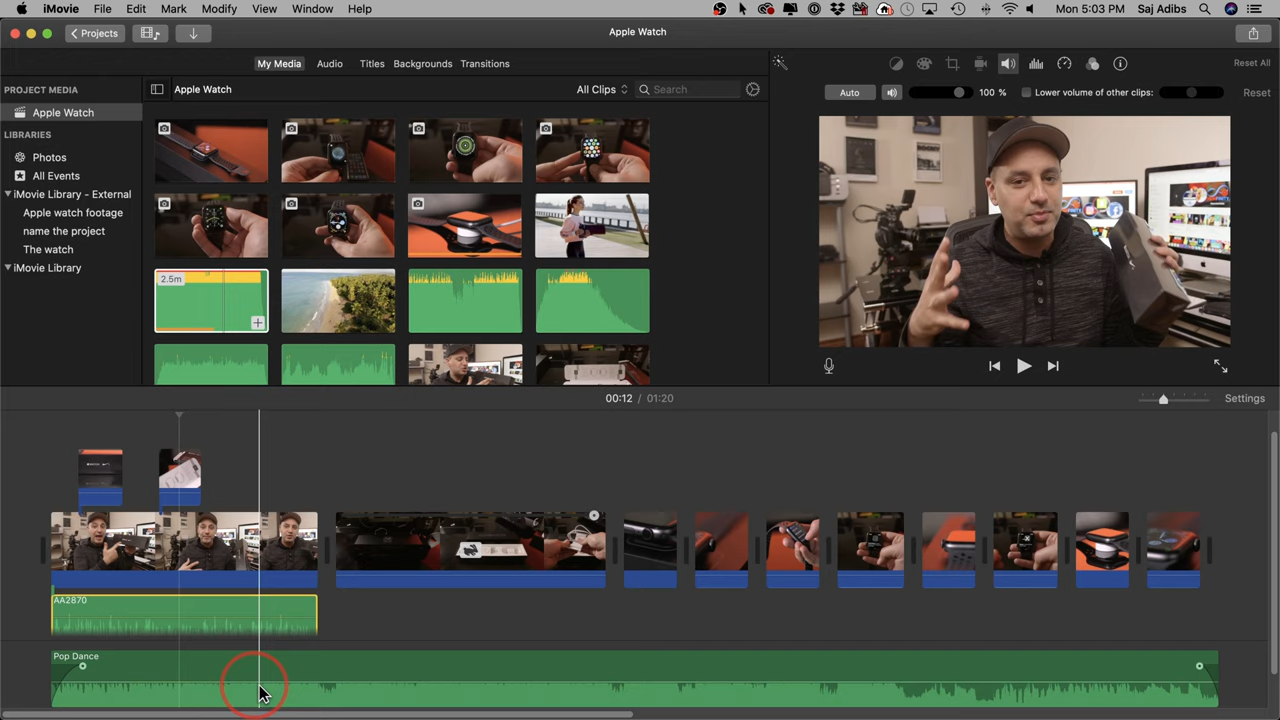 iMovie File Edit Mark Modify View Window Help Mon 5:03 PM Saj Adibs
Projects Apple Watch
My Media Audio Titles Backgrounds Transitions Reset All
PROJECT MEDIA Apple Watch All Clips Search Auto 100 % Lower volume of other clips: Reset
Apple Watch
LIBRARIES
Photos
All Events
iMovie Library - External
Apple watch footage
name the project
The watch
iMovie Library
2.5m
00:12 / 01:20 Settings
AA2870
Pop Dance